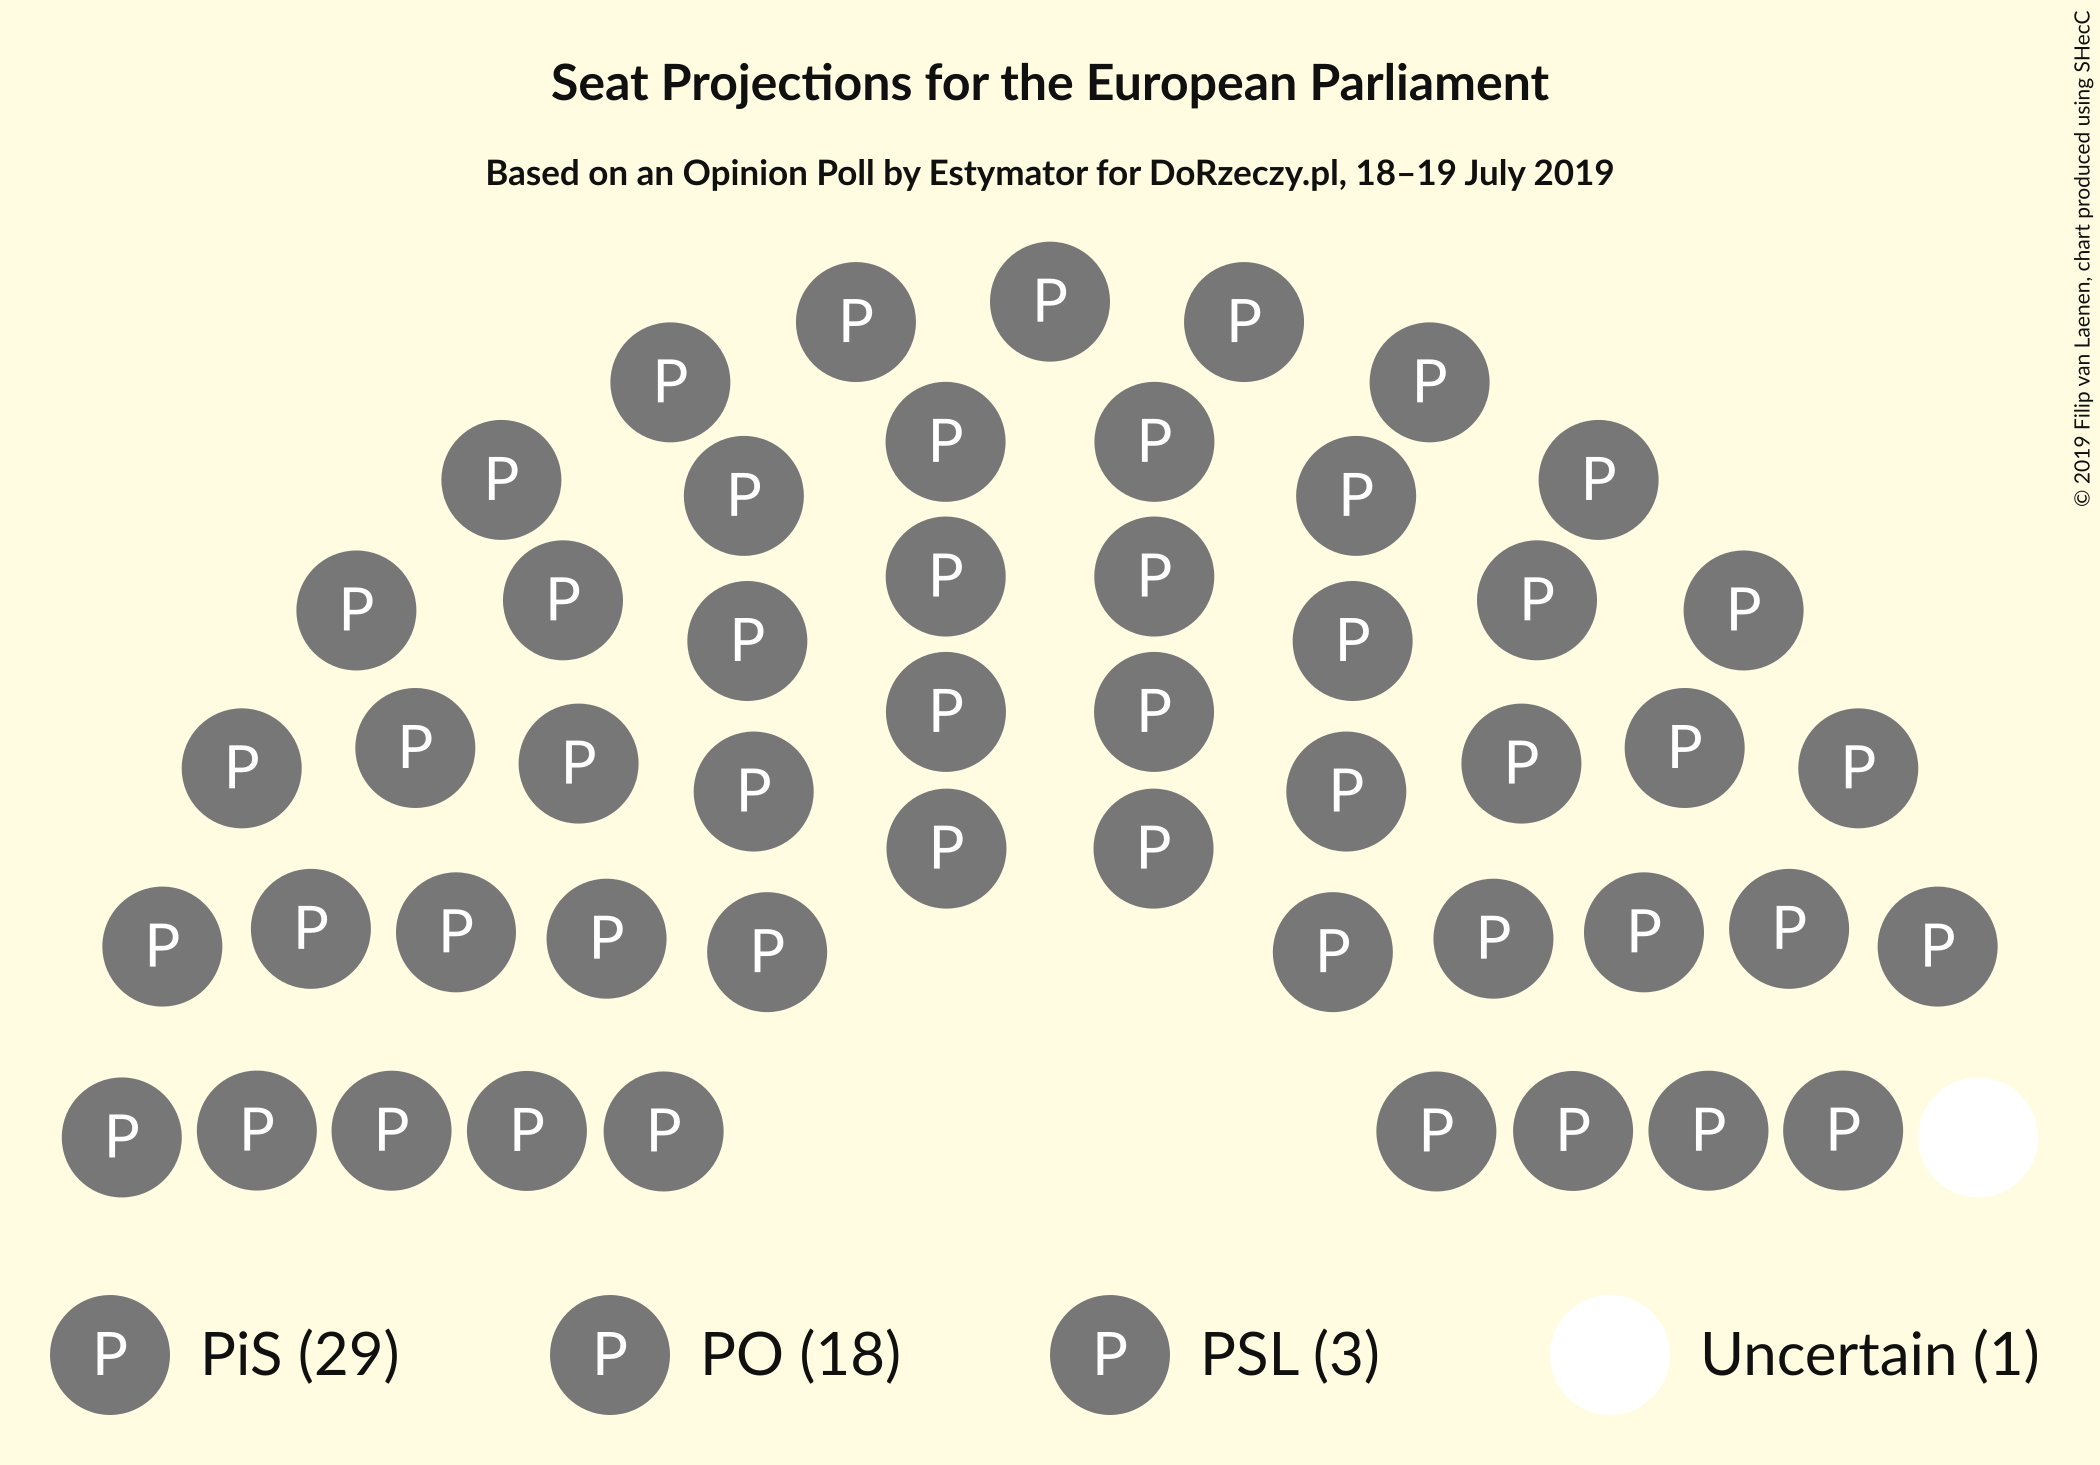 Seat Projections for the European Parliament
Based on an Opinion Poll by Estymator for DoRzeczy.pl, 18–19 July 2019
© 2019 Filip van Laenen, chart produced using SHecC
P P P
P P
P P
P P
P P P P
P P
P P
P P P P
P P
P P P P
P P P P
P P
P P
P P P P
P P P P
P P
P P P P P P P P P
P PiS (29) P PO (18) P PSL (3) Uncertain (1)